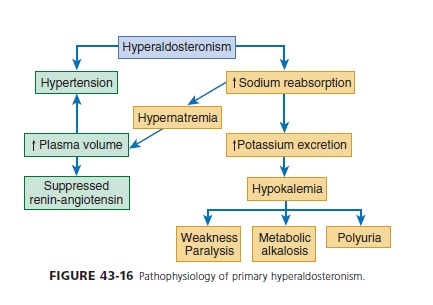 Hyperaldosteronism
Hypertension
↑ Sodium reabsorption
Hypernatremia
↑ Plasma volume
↑Potassium excretion
Suppressed
renin-angiotensin
Hypokalemia
Weakness
Paralysis
Metabolic
alkalosis
Polyuria
FIGURE 43-16 Pathophysiology of primary hyperaldosteronism.